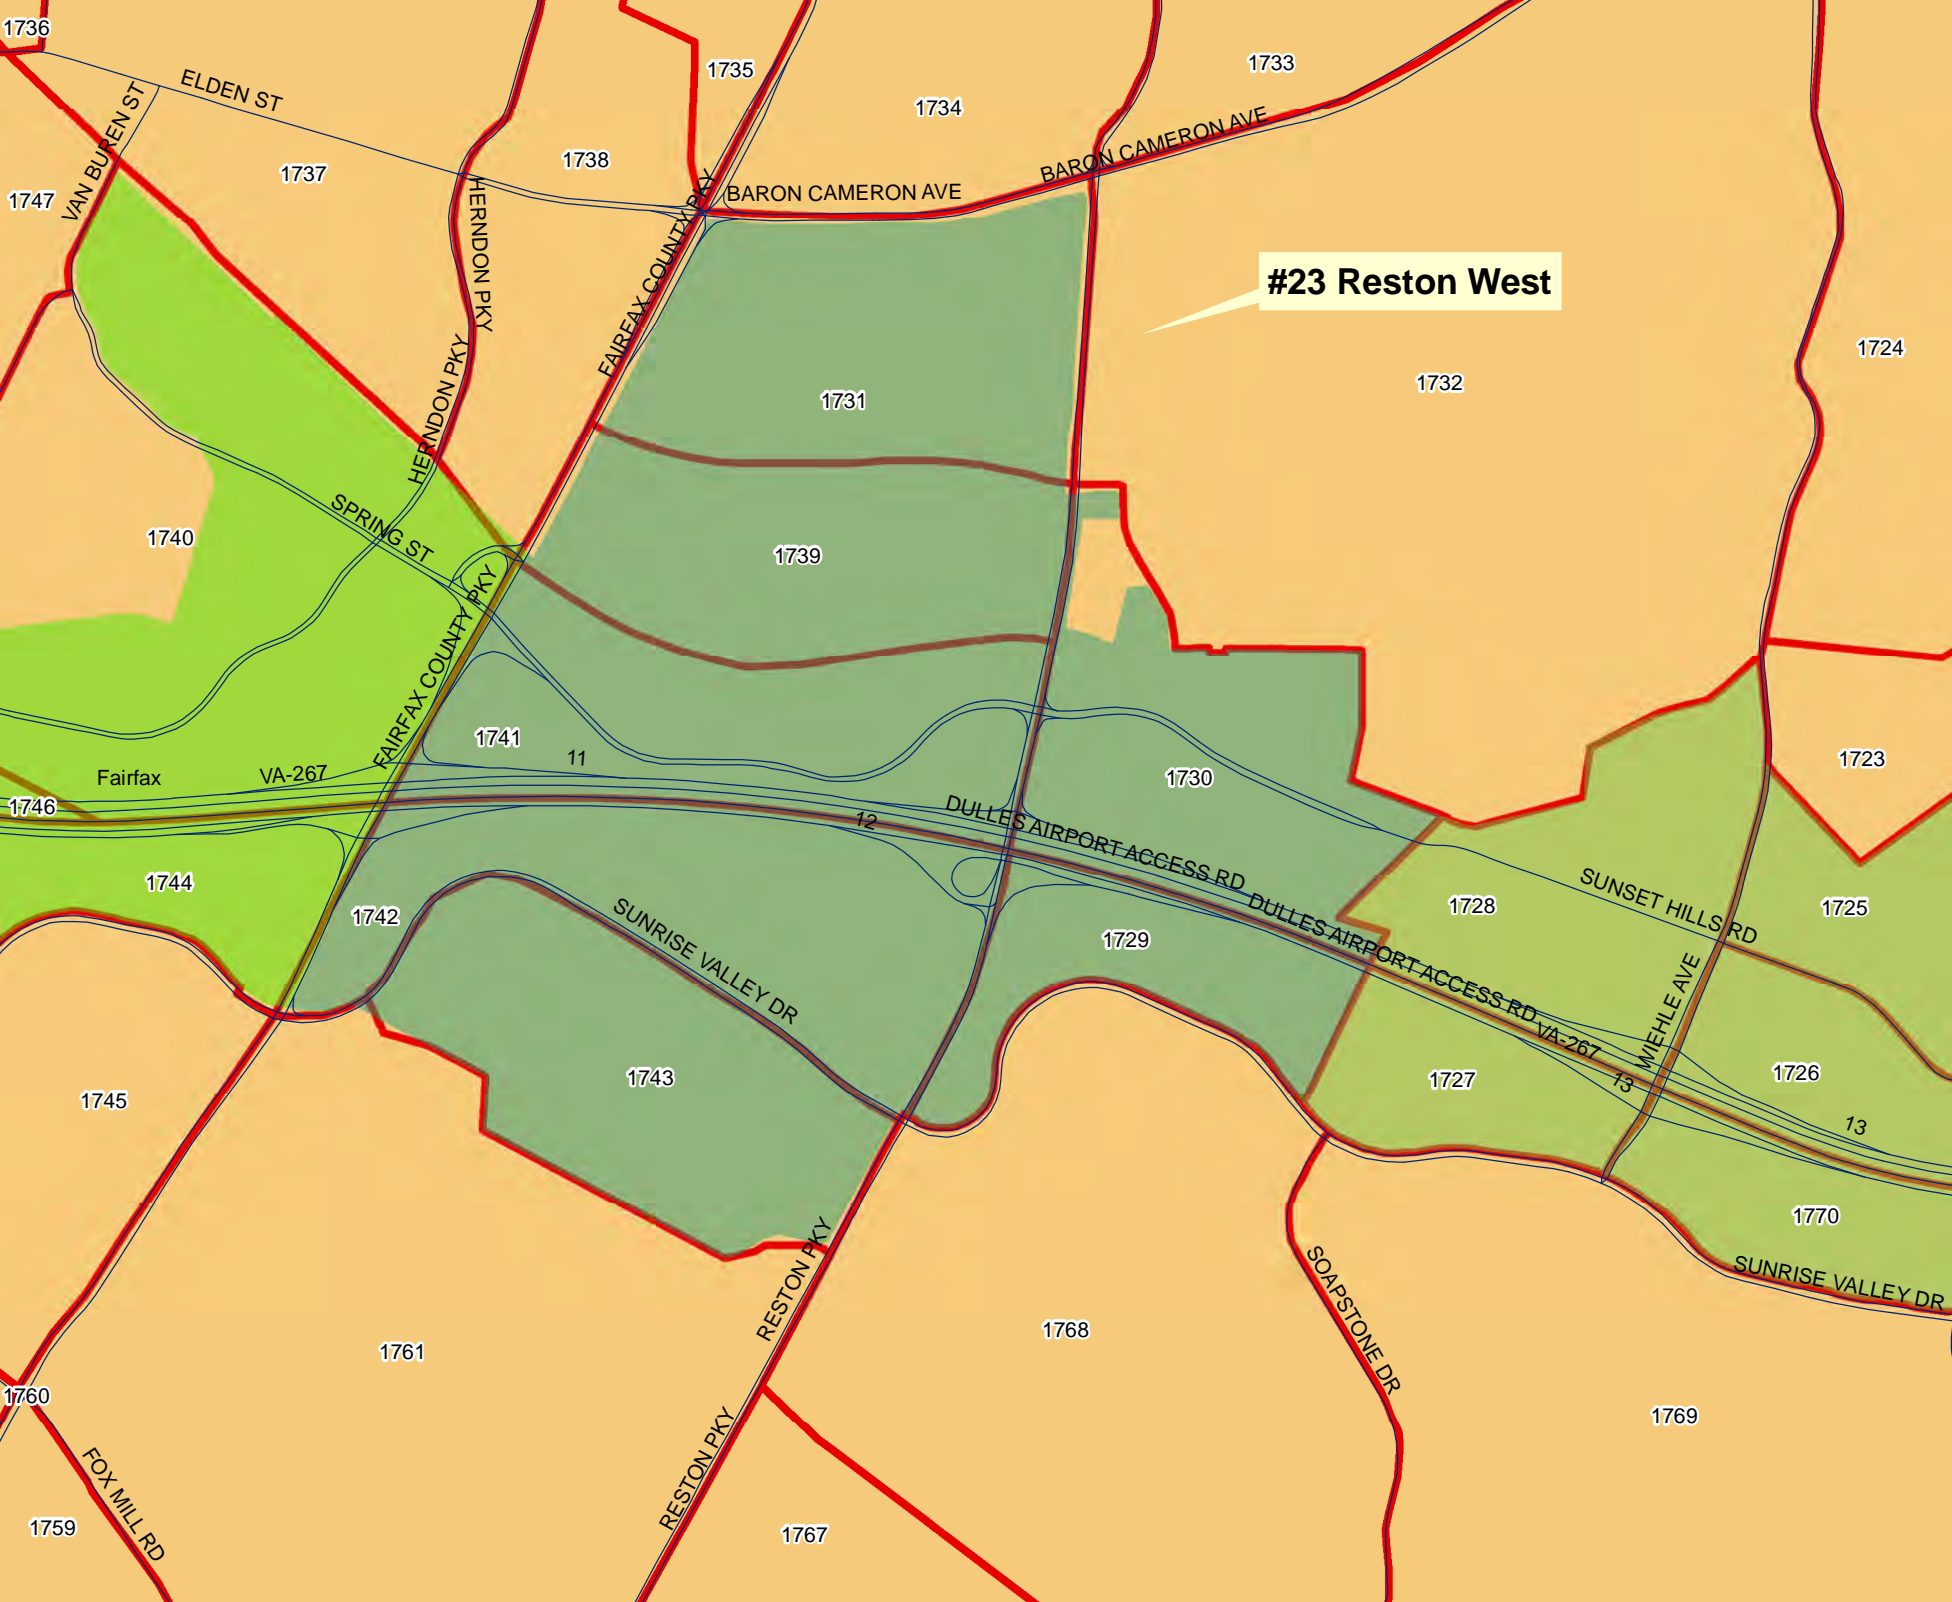 1736
1735
1733
ELDEN ST
1734
VAN BUREN ST
BARON CAMERON AVE
1738
1737
BARON CAMERON AVE
1747
HERNDON PKY
FAIRFAX COUNTY PKY
#23 Reston West
1724
1732
HERNDON PKY
1731
SPRING ST
1740
1739
FAIRFAX COUNTY PKY
1741
11
1723
VA-267
Fairfax
1730
1746
12
DULLES AIRPORT ACCESS RD
1744
1728
SUNSET HILLS RD
1725
1742
SUNRISE VALLEY DR
DULLES AIRPORT ACCESS RD
1729
WIEHLE AVE
VA-267
1743
1727
13
1726
1745
13
1770
SUNRISE VALLEY DR
RESTON PKY
SOAPSTONE DR
1768
1761
1760
1769
RESTON PKY
FOX MILL RD
1759
1767